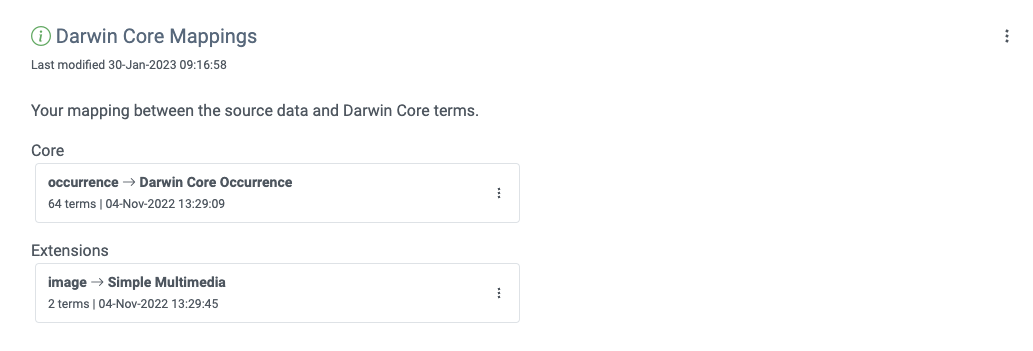 Darwin Core Mappings
Last modified 30-Jan-2023 09:16:58
Your mapping between the source data and Darwin Core terms.
Core
occurrence → Darwin Core Occurrence
64 terms | 04-Nov-2022 13:29:09
Extensions
image → Simple Multimedia
2 terms | 04-Nov-2022 13:29:45